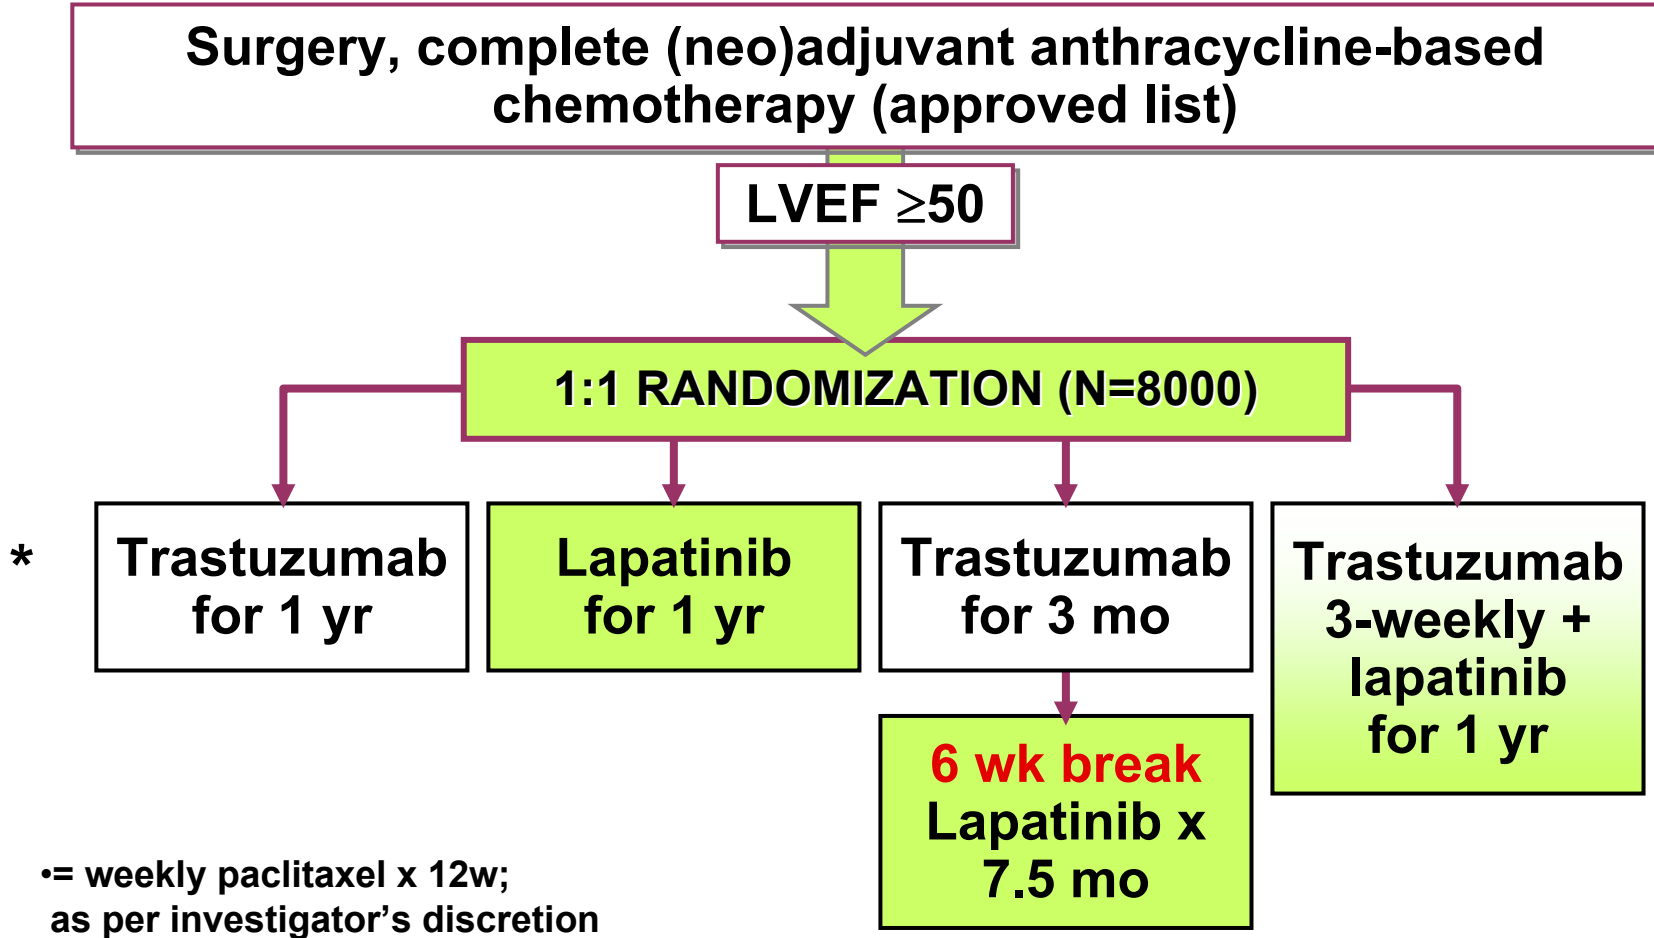 Surgery, complete (neo)adjuvant anthracycline-based
chemotherapy (approved list)
LVEF ≥50
1:1 RANDOMIZATION (N=8000)
*
Trastuzumab
for 1 yr
Lapatinib
for 1 yr
Trastuzumab
for 3 mo
Trastuzumab
3-weekly +
lapatinib
for 1 yr
6 wk break
Lapatinib x
7.5 mo
•= weekly paclitaxel x 12w;
as per investigator's discretion